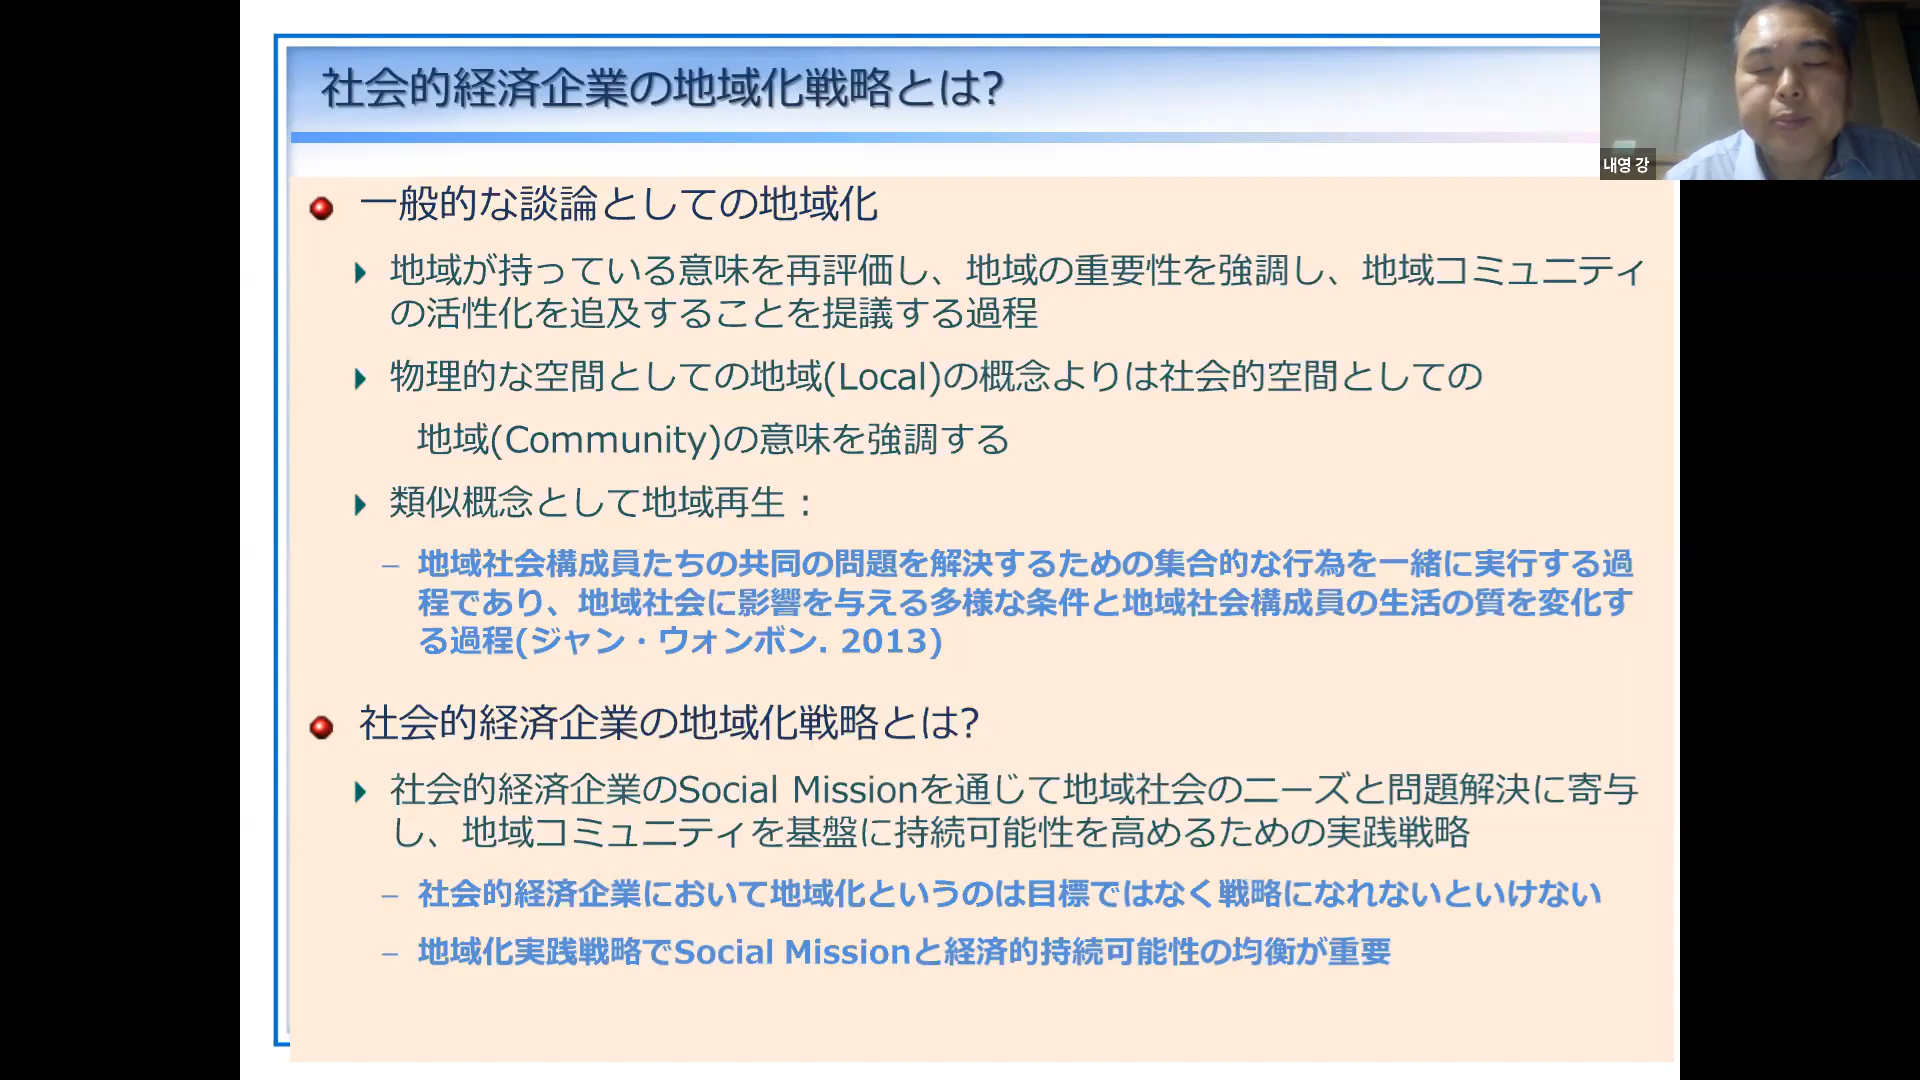 社会的経済企業の地域化戦略とは?
내영 강
一般的な談論としての地域化
地域が持っている意味を再評価し、地域の重要性を強調し、地域コミュニティ
の活性化を追及することを提議する過程
物理的な空間としての地域(Local)の概念よりは社会的空間としての
地域(Community)の意味を強調する
類似概念として地域再生：
– 地域社会構成員たちの共同の問題を解決するための集合的な行為を一緒に実行する過
程であり、地域社会に影響を与える多様な条件と地域社会構成員の生活の質を変化す
る過程(ジャン・ウォンボン. 2013)
社会的経済企業の地域化戦略とは?
社会的経済企業のSocial Missionを通じて地域社会のニーズと問題解決に寄与
し、地域コミュニティを基盤に持続可能性を高めるための実践戦略
– 社会的経済企業において地域化というのは目標ではなく戦略になれないといけない
– 地域化実践戦略でSocial Missionと経済的持続可能性の均衡が重要